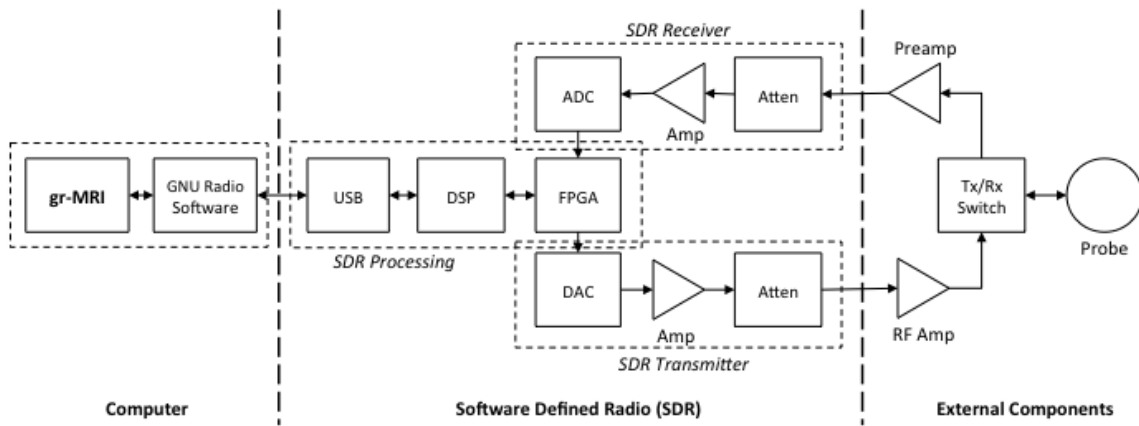 SDR Receiver
Preamp
ADC
Amp
Atten
gr-MRI
GNU Radio
Software
USB
DSP
FPGA
Tx/Rx
Switch
Probe
SDR Processing
DAC
Amp
Atten
RF Amp
SDR Transmitter
Computer
Software Defined Radio (SDR)
External Components